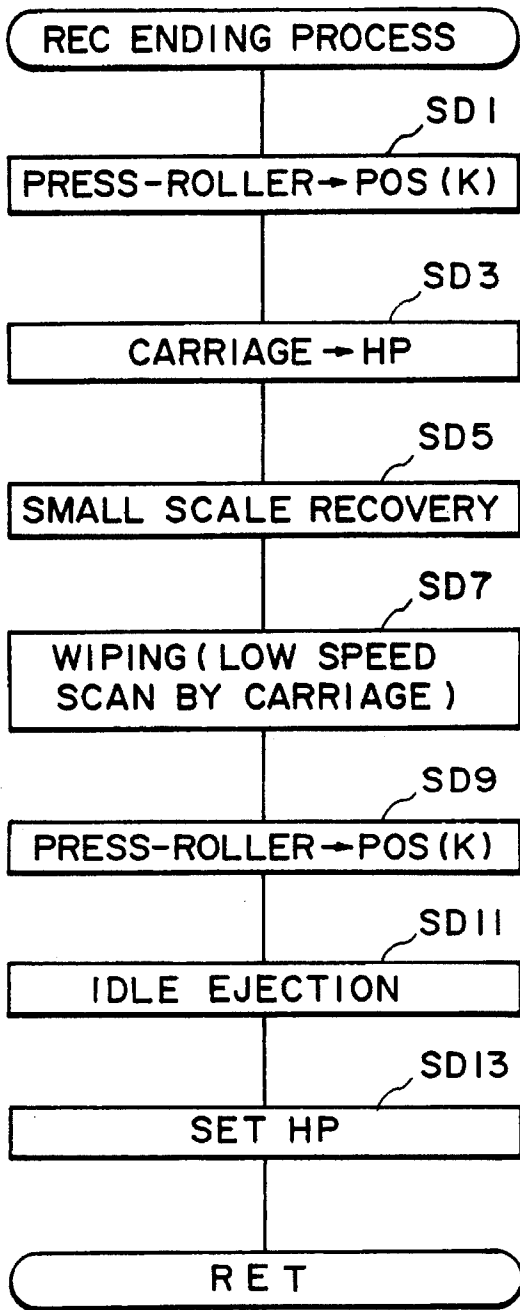 REC ENDING PROCESS
SD1
PRESS-ROLLER→POS(K)
SD3
CARRIAGE→HP
SD5
SMALL SCALE RECOVERY
SD7
WIPING(LOW SPEED
SCAN BY CARRIAGE)
SD9
PRESS-ROLLER→POS(K)
SD11
IDLE EJECTION
SD13
SET HP
RET